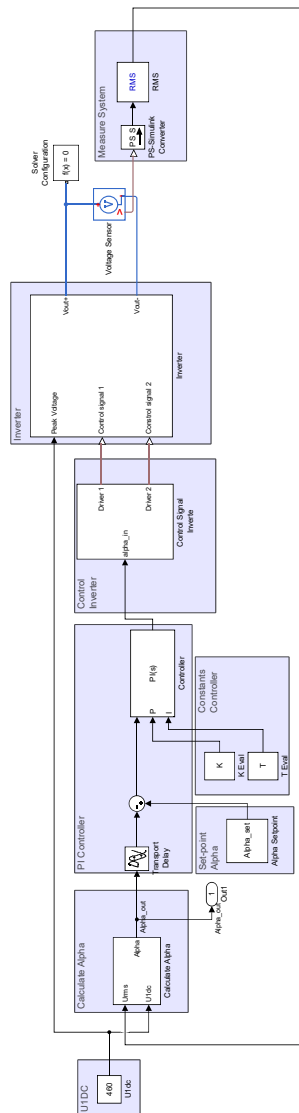 U1DC
460
U1dc
Calculate Alpha
Urms
U1dc
Alpha
Calculate Alpha
Alpha_out
1
Alpha_out
Out1
PI Controller
Transport
Delay
P
I
PI(s)
Controller
Set-point
Alpha
Alpha_set
Alpha Setpoint
Constants
Controller
K
K Eval
T
T Eval
Control
Inverter
alpha_in
Driver 1
Driver 2
Control Signal
Inverte
Inverter
Peak Voltage
Control signal 1
Constrol signal 2
Vout+
Vout-
Inverter
Solver
Configuration
f(x) = 0
V
Voltage Sensor
Measure System
PS S
PS-Simulink
Converter
RMS
RMS